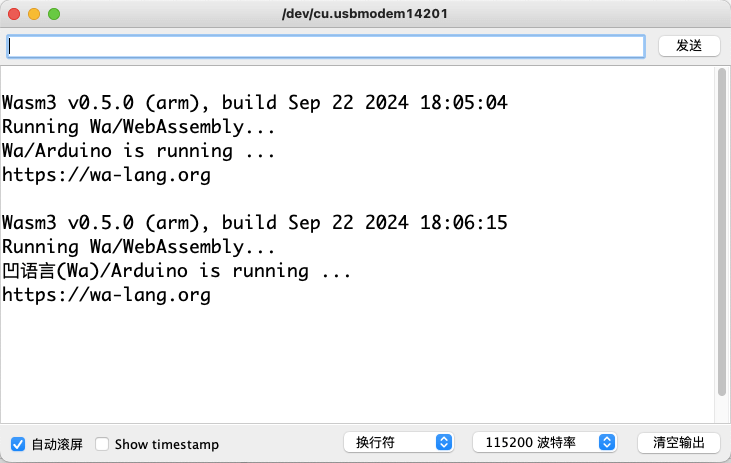 /dev/cu.usbmodem14201
发送
Wasm3 v0.5.0 (arm), build Sep 22 2024 18:05:04
Running Wa/WebAssembly...
Wa/Arduino is running ...
https://wa-lang.org
Wasm3 v0.5.0 (arm), build Sep 22 2024 18:06:15
Running Wa/WebAssembly...
凹语言(Wa)/Arduino is running ...
https://wa-lang.org
自动滚屏 Show timestamp 换行符 115200 波特率 清空输出